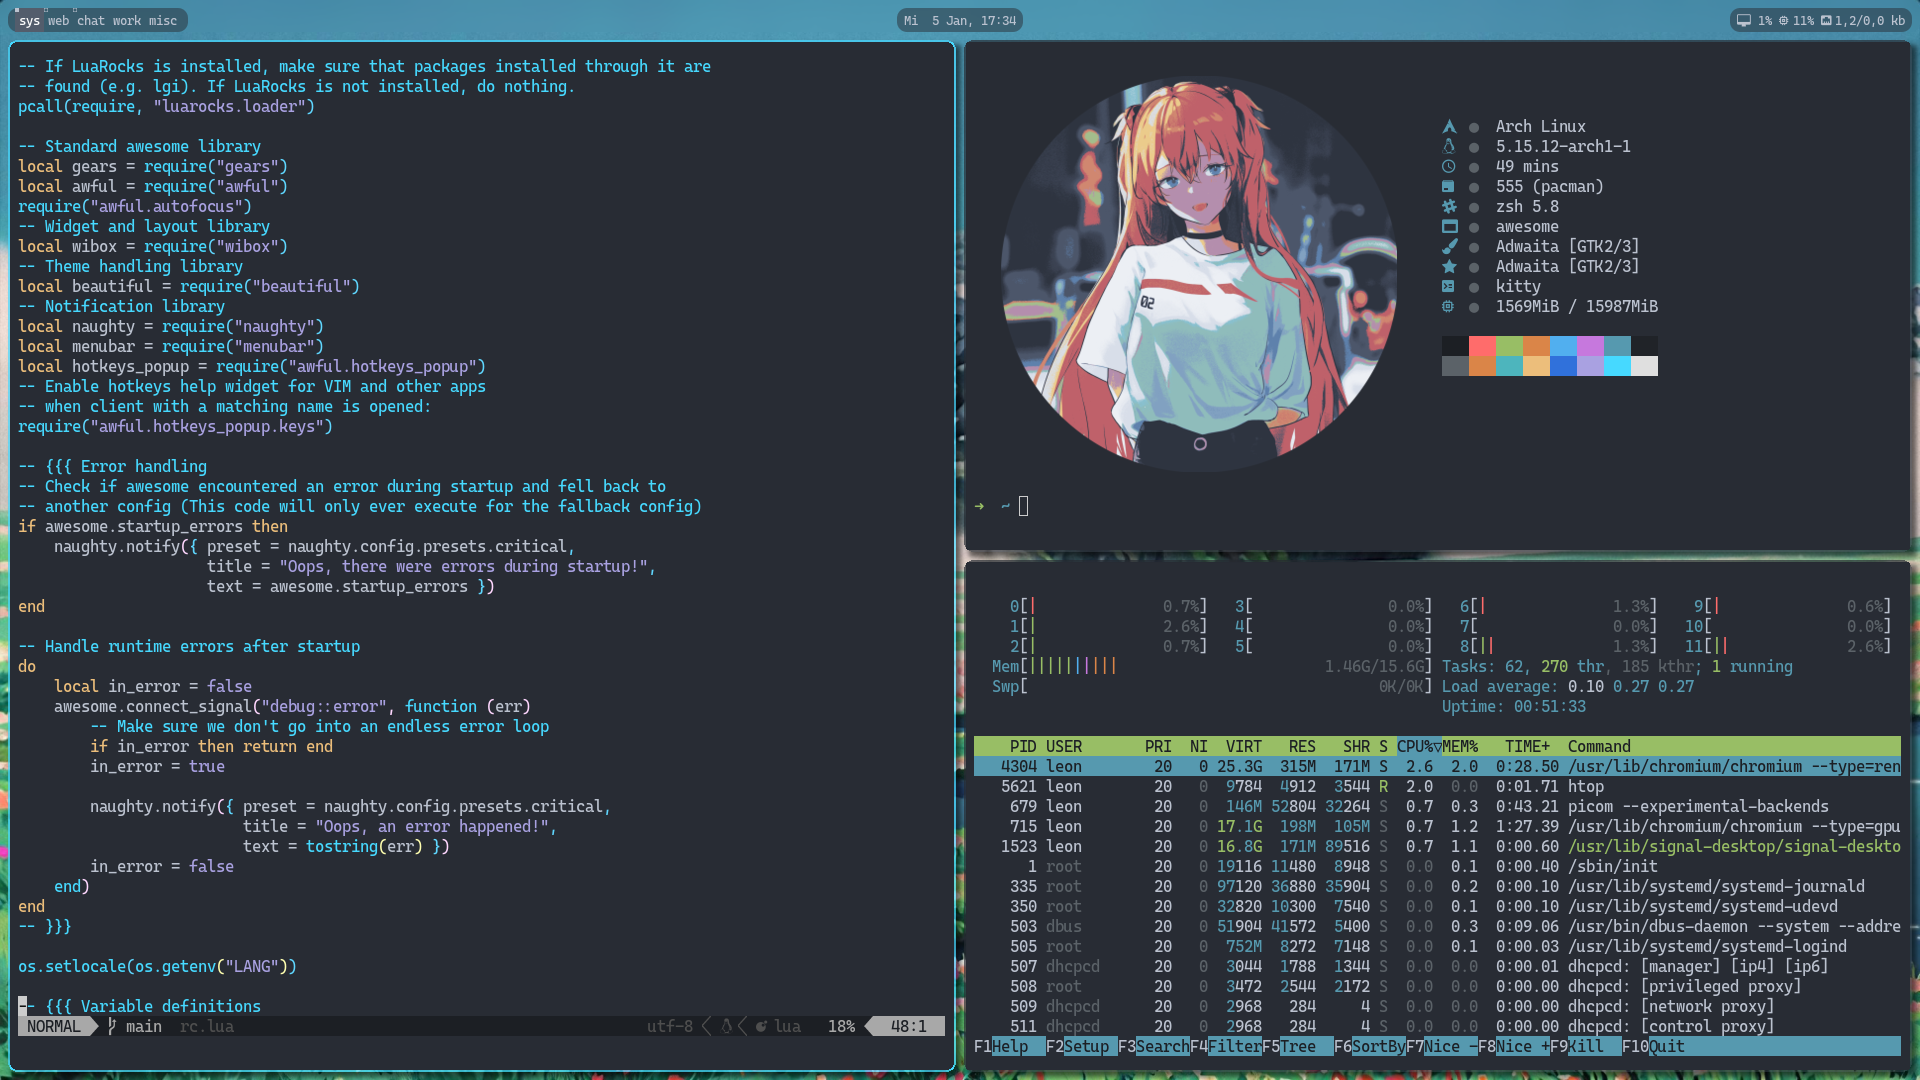 sys web chat work misc
Mi  5 Jan, 17:34
1% 11% 1,2/0,0 kb
-- If LuaRocks is installed, make sure that packages installed through it are
-- found (e.g. lgi). If LuaRocks is not installed, do nothing.
pcall(require, "luarocks.loader")
-- Standard awesome library
local gears = require("gears")
local awful = require("awful")
require("awful.autofocus")
-- Widget and layout library
local wibox = require("wibox")
-- Theme handling library
local beautiful = require("beautiful")
-- Notification library
local naughty = require("naughty")
local menubar = require("menubar")
local hotkeys_popup = require("awful.hotkeys_popup")
-- Enable hotkeys help widget for VIM and other apps
-- when client with a matching name is opened:
require("awful.hotkeys_popup.keys")
-- {{{ Error handling
-- Check if awesome encountered an error during startup and fell back to
-- another config (This code will only ever execute for the fallback config)
if awesome.startup_errors then
    naughty.notify({ preset = naughty.config.presets.critical,
                     title = "Oops, there were errors during startup!",
                     text = awesome.startup_errors })
end
-- Handle runtime errors after startup
do
    local in_error = false
    awesome.connect_signal("debug::error", function (err)
        -- Make sure we don't go into an endless error loop
        if in_error then return end
        in_error = true
        naughty.notify({ preset = naughty.config.presets.critical,
                         title = "Oops, an error happened!",
                         text = tostring(err) })
        in_error = false
    end)
end
-- }}}
os.setlocale(os.getenv("LANG"))
-- {{{ Variable definitions
NORMAL main rc.lua utf-8 lua 18% 48:1
02
Arch Linux
5.15.12-arch1-1
49 mins
555 (pacman)
zsh 5.8
awesome
Adwaita [GTK2/3]
Adwaita [GTK2/3]
kitty
1569MiB / 15987MiB
→ ~
0[| 0.7%] 3[ 0.0%] 6[| 1.3%] 9[| 0.6%]
1[| 2.6%] 4[ 0.0%] 7[ 0.0%] 10[ 0.0%]
2[| 0.7%] 5[ 0.0%] 8[|| 1.3%] 11[|| 2.6%]
Mem[|||||||||| 1.46G/15.6G] Tasks: 62, 270 thr, 185 kthr; 1 running
Swp[ 0K/0K] Load average: 0.10 0.27 0.27
Uptime: 00:51:33
PID USER PRI NI VIRT RES SHR S CPU%▽MEM% TIME+ Command
4304 leon 20 0 25.3G 315M 171M S 2.6 2.0 0:28.50 /usr/lib/chromium/chromium --type=ren
5621 leon 20 0 9784 4912 3544 R 2.0 0.0 0:01.71 htop
679 leon 20 0 146M 52804 32264 S 0.7 0.3 0:43.21 picom --experimental-backends
715 leon 20 0 17.1G 198M 105M S 0.7 1.2 1:27.39 /usr/lib/chromium/chromium --type=gpu
1523 leon 20 0 16.8G 171M 89516 S 0.7 1.1 0:00.60 /usr/lib/signal-desktop/signal-deskto
1 root 20 0 19116 11480 8948 S 0.0 0.1 0:00.40 /sbin/init
335 root 20 0 97120 36880 35904 S 0.0 0.2 0:00.10 /usr/lib/systemd/systemd-journald
350 root 20 0 32820 10300 7540 S 0.0 0.1 0:00.10 /usr/lib/systemd/systemd-udevd
503 dbus 20 0 51904 41572 5400 S 0.0 0.3 0:09.06 /usr/bin/dbus-daemon --system --addre
505 root 20 0 752M 8272 7148 S 0.0 0.1 0:00.03 /usr/lib/systemd/systemd-logind
507 dhcpcd 20 0 3044 1788 1344 S 0.0 0.0 0:00.01 dhcpcd: [manager] [ip4] [ip6]
508 root 20 0 3472 2544 2172 S 0.0 0.0 0:00.00 dhcpcd: [privileged proxy]
509 dhcpcd 20 0 2968 284 4 S 0.0 0.0 0:00.00 dhcpcd: [network proxy]
511 dhcpcd 20 0 2968 284 4 S 0.0 0.0 0:00.00 dhcpcd: [control proxy]
F1Help F2Setup F3SearchF4FilterF5Tree F6SortByF7Nice -F8Nice +F9Kill F10Quit